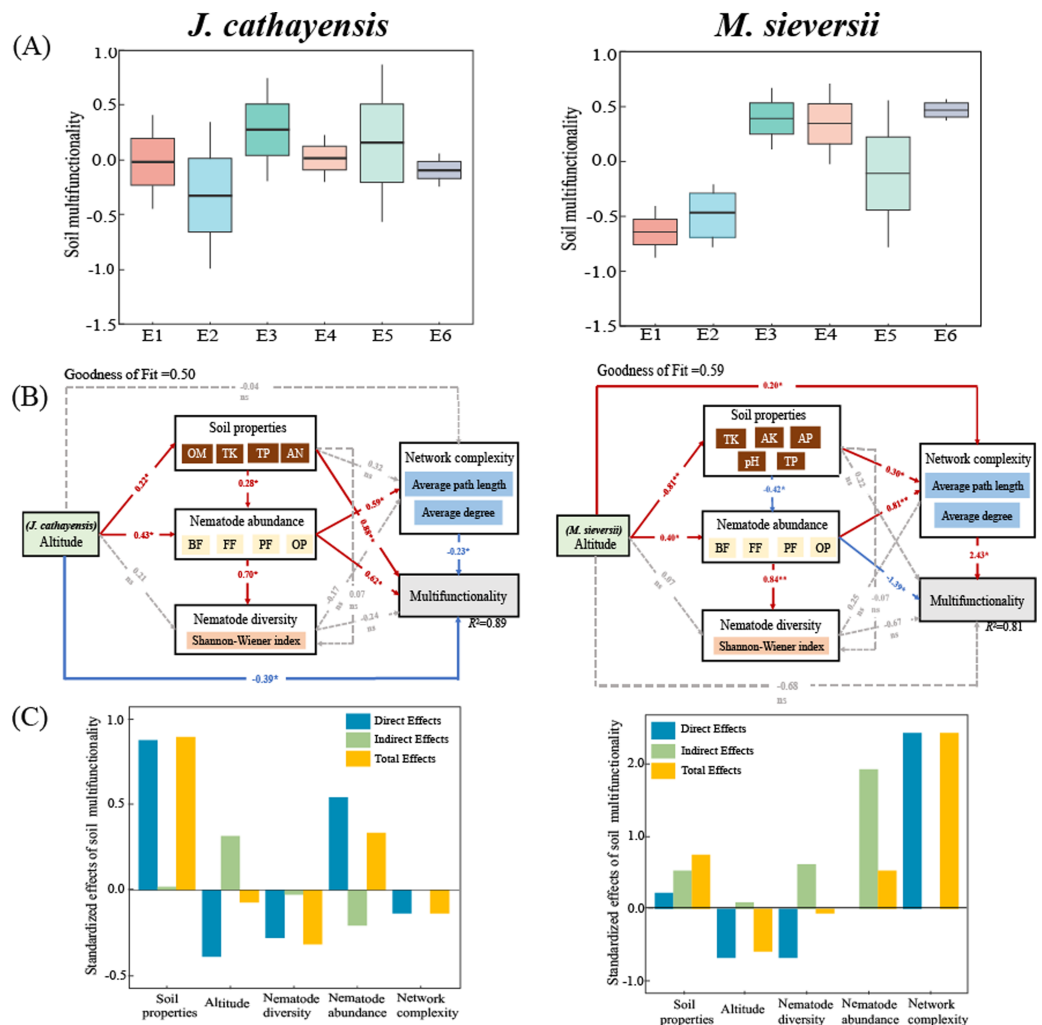 J. cathayensis
M. sieversii
(A)
Soil multifunctionality
1.0
0.5
0.0
-0.5
-1.0
-1.5
E1 E2 E3 E4 E5 E6
Soil multifunctionality
1.0
0.5
0.0
-0.5
-1.0
-1.5
E1 E2 E3 E4 E5 E6
(B)
Goodness of Fit =0.50
-0.04
ns
Soil properties
OM TK TP AN
Network complexity
Average path length
Average degree
0.22*
0.28*
0.32
ns
0.59*
0.88**
(J. cathayensis)
Altitude
0.43*
Nematode abundance
BF FF PF OP
-0.23*
0.62*
0.21
ns
0.70*
-0.17
ns
0.07
ns
Multifunctionality
R²=0.89
Nematode diversity
Shannon-Wiener index
-0.24
ns
-0.39*
Goodness of Fit =0.59
0.20*
Soil properties
TK AK AP
pH TP
Network complexity
Average path length
Average degree
-0.81*
-0.42*
0.30*
0.22
ns
0.81**
(M. sieversii)
Altitude
0.40*
Nematode abundance
BF FF PF OP
2.43*
-1.39*
0.07
ns
0.84**
0.25
ns
-0.07
ns
Multifunctionality
R²=0.81
Nematode diversity
Shannon-Wiener index
-0.67
ns
-0.68
ns
(C)
Standardized effects of soil multifunctionality
1.0
0.5
0.0
-0.5
Direct Effects
Indirect Effects
Total Effects
Soil
properties
Altitude
Nematode
diversity
Nematode
abundance
Network
complexity
Standardized effects of soil multifunctionality
2.0
1.0
0
-1.0
Direct Effects
Indirect Effects
Total Effects
Soil
properties
Altitude
Nematode
diversity
Nematode
abundance
Network
complexity